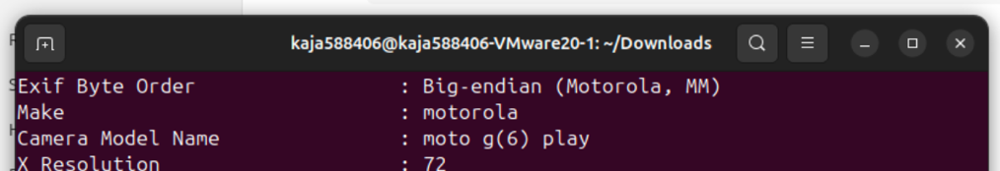 kaja588406@kaja588406-VMware20-1: ~/Downloads
Exif Byte Order : Big-endian (Motorola, MM)
Make : motorola
Camera Model Name : moto g(6) play
X Resolution : 72